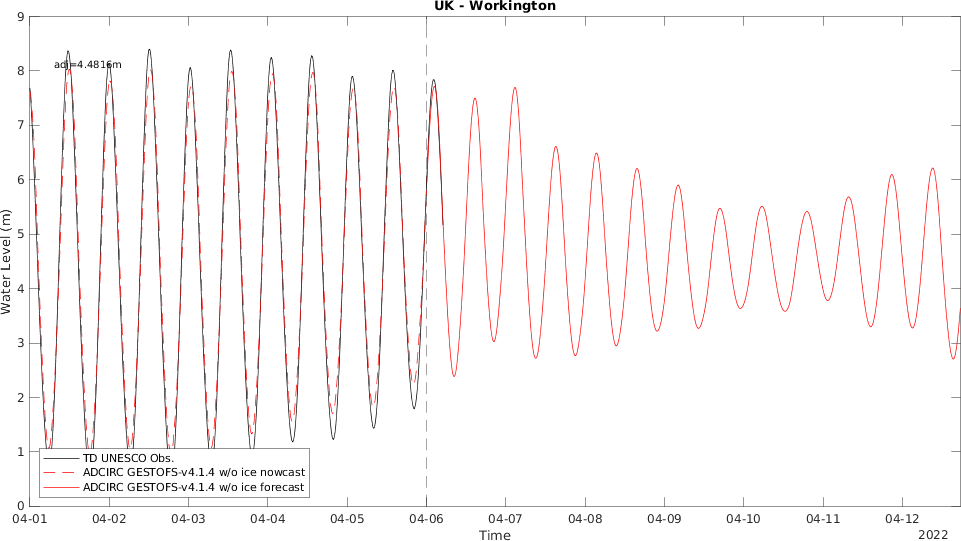 UK - Workington
9
8
7
6
5
4
3
2
1
0
Water Level (m)
adj=4.4816m
TD UNESCO Obs.
ADCIRC GESTOFS-v4.1.4 w/o ice nowcast
ADCIRC GESTOFS-v4.1.4 w/o ice forecast
04-01 04-02 04-03 04-04 04-05 04-06 04-07 04-08 04-09 04-10 04-11 04-12
Time
2022